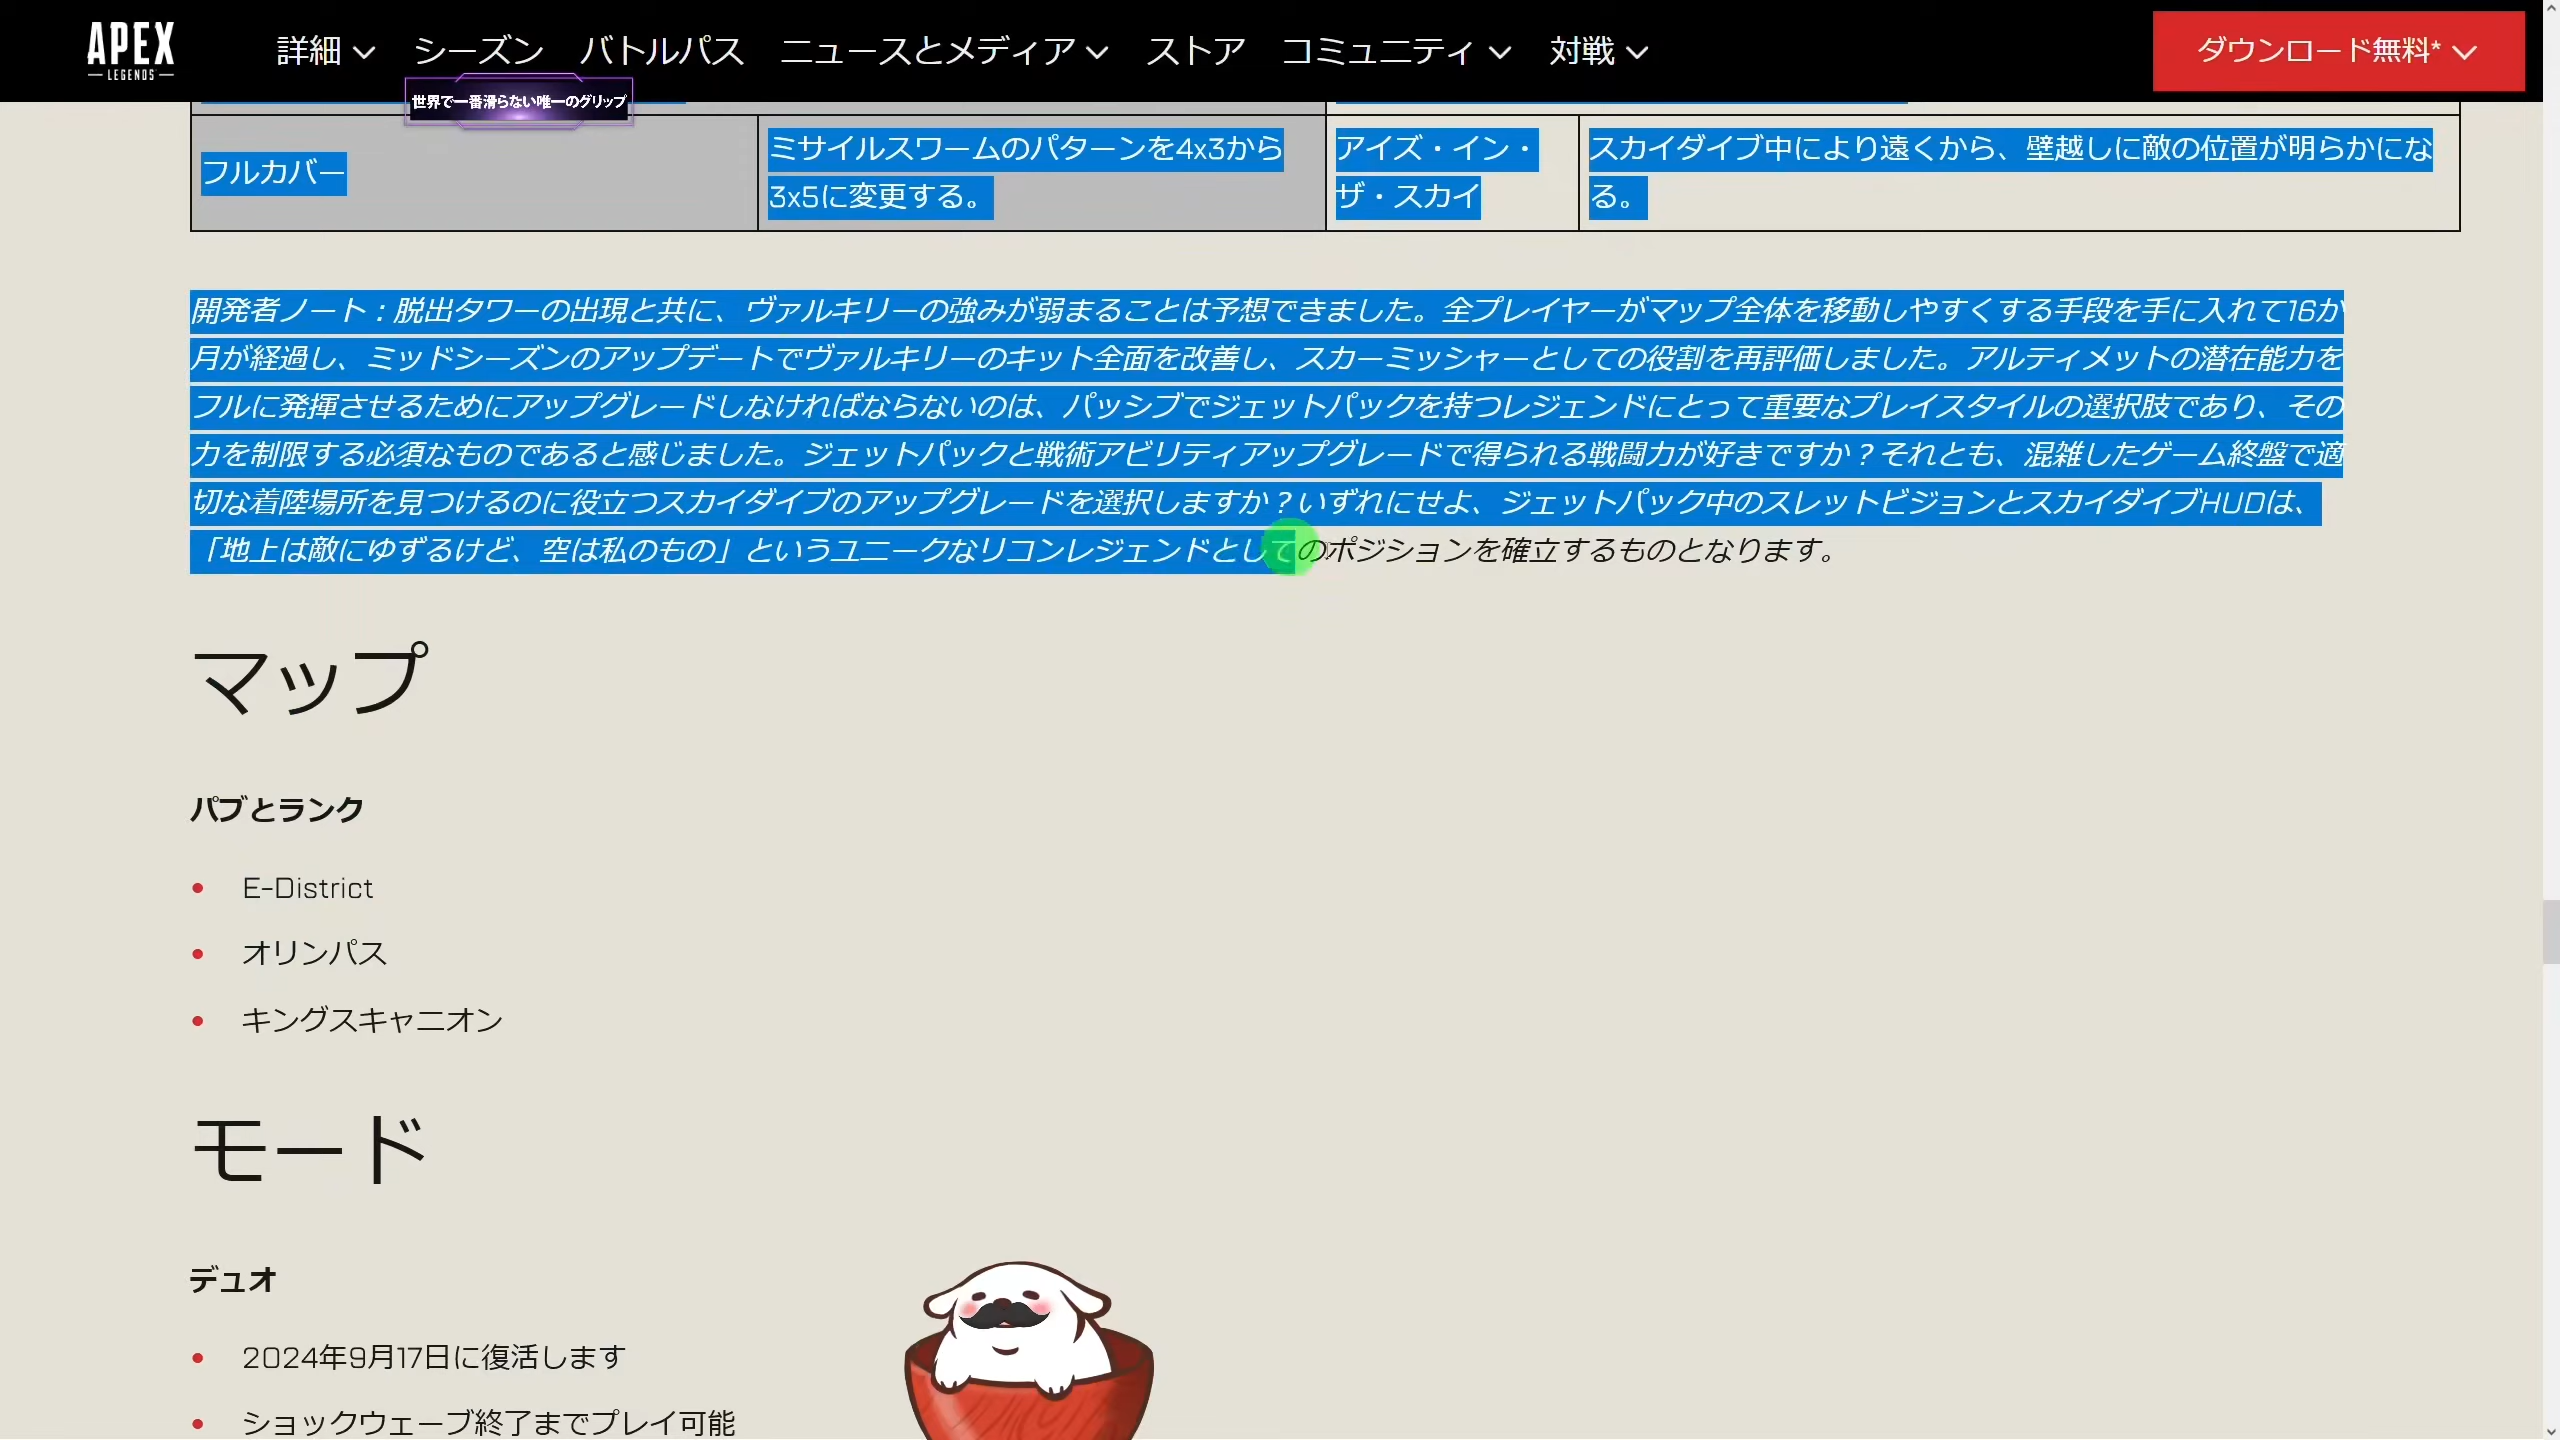 APEX
LEGENDS
詳細 シーズン バトルパス ニュースとメディア ストア コミュニティ 対戦
ダウンロード無料*
世界で一番滑らない唯一のグリップ
フルカバー
ミサイルスワームのパターンを4x3から
3x5に変更する。
アイズ・イン・
ザ・スカイ
スカイダイブ中により遠くから、壁越しに敵の位置が明らかにな
る。
開発者ノート：脱出タワーの出現と共に、ヴァルキリーの強みが弱まることは予想できました。全プレイヤーがマップ全体を移動しやすくする手段を手に入れて16か
月が経過し、ミッドシーズンのアップデートでヴァルキリーのキット全面を改善し、スカーミッシャーとしての役割を再評価しました。アルティメットの潜在能力を
フルに発揮させるためにアップグレードしなければならないのは、パッシブでジェットパックを持つレジェンドにとって重要なプレイスタイルの選択肢であり、その
力を制限する必須なものであると感じました。ジェットパックと戦術アビリティアップグレードで得られる戦闘力が好きですか？それとも、混雑したゲーム終盤で適
切な着陸場所を見つけるのに役立つスカイダイブのアップグレードを選択しますか？いずれにせよ、ジェットパック中のスレットビジョンとスカイダイブHUDは、
「地上は敵にゆずるけど、空は私のもの」というユニークなリコンレジェンドとしてのポジションを確立するものとなります。
マップ
パブとランク
• E-District
• オリンパス
• キングスキャニオン
モード
デュオ
• 2024年9月17日に復活します
• ショックウェーブ終了までプレイ可能